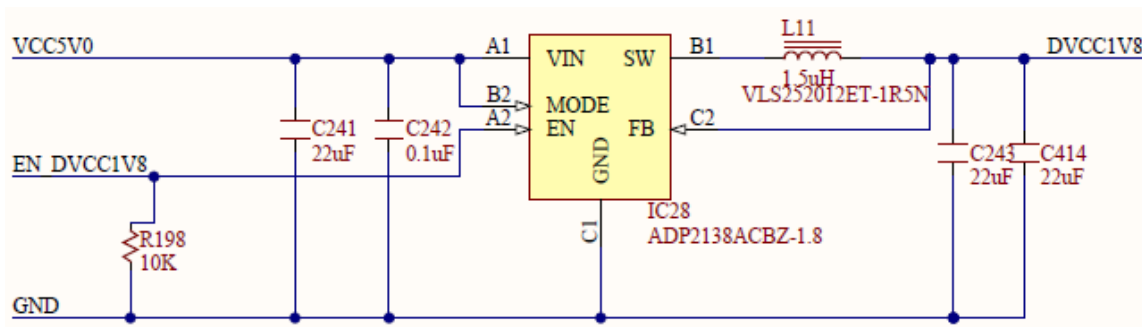 L11
VCC5V0
A1
VIN
SW
B1
DVCC1V8
1.5uH
VLS252012ET-1R5N
B2
MODE
A2
EN
FB
C2
C241
22uF
C242
0.1uF
GND
C243
22uF
C414
22uF
EN_DVCC1V8
IC28
ADP2138ACBZ-1.8
C1
R198
10K
GND